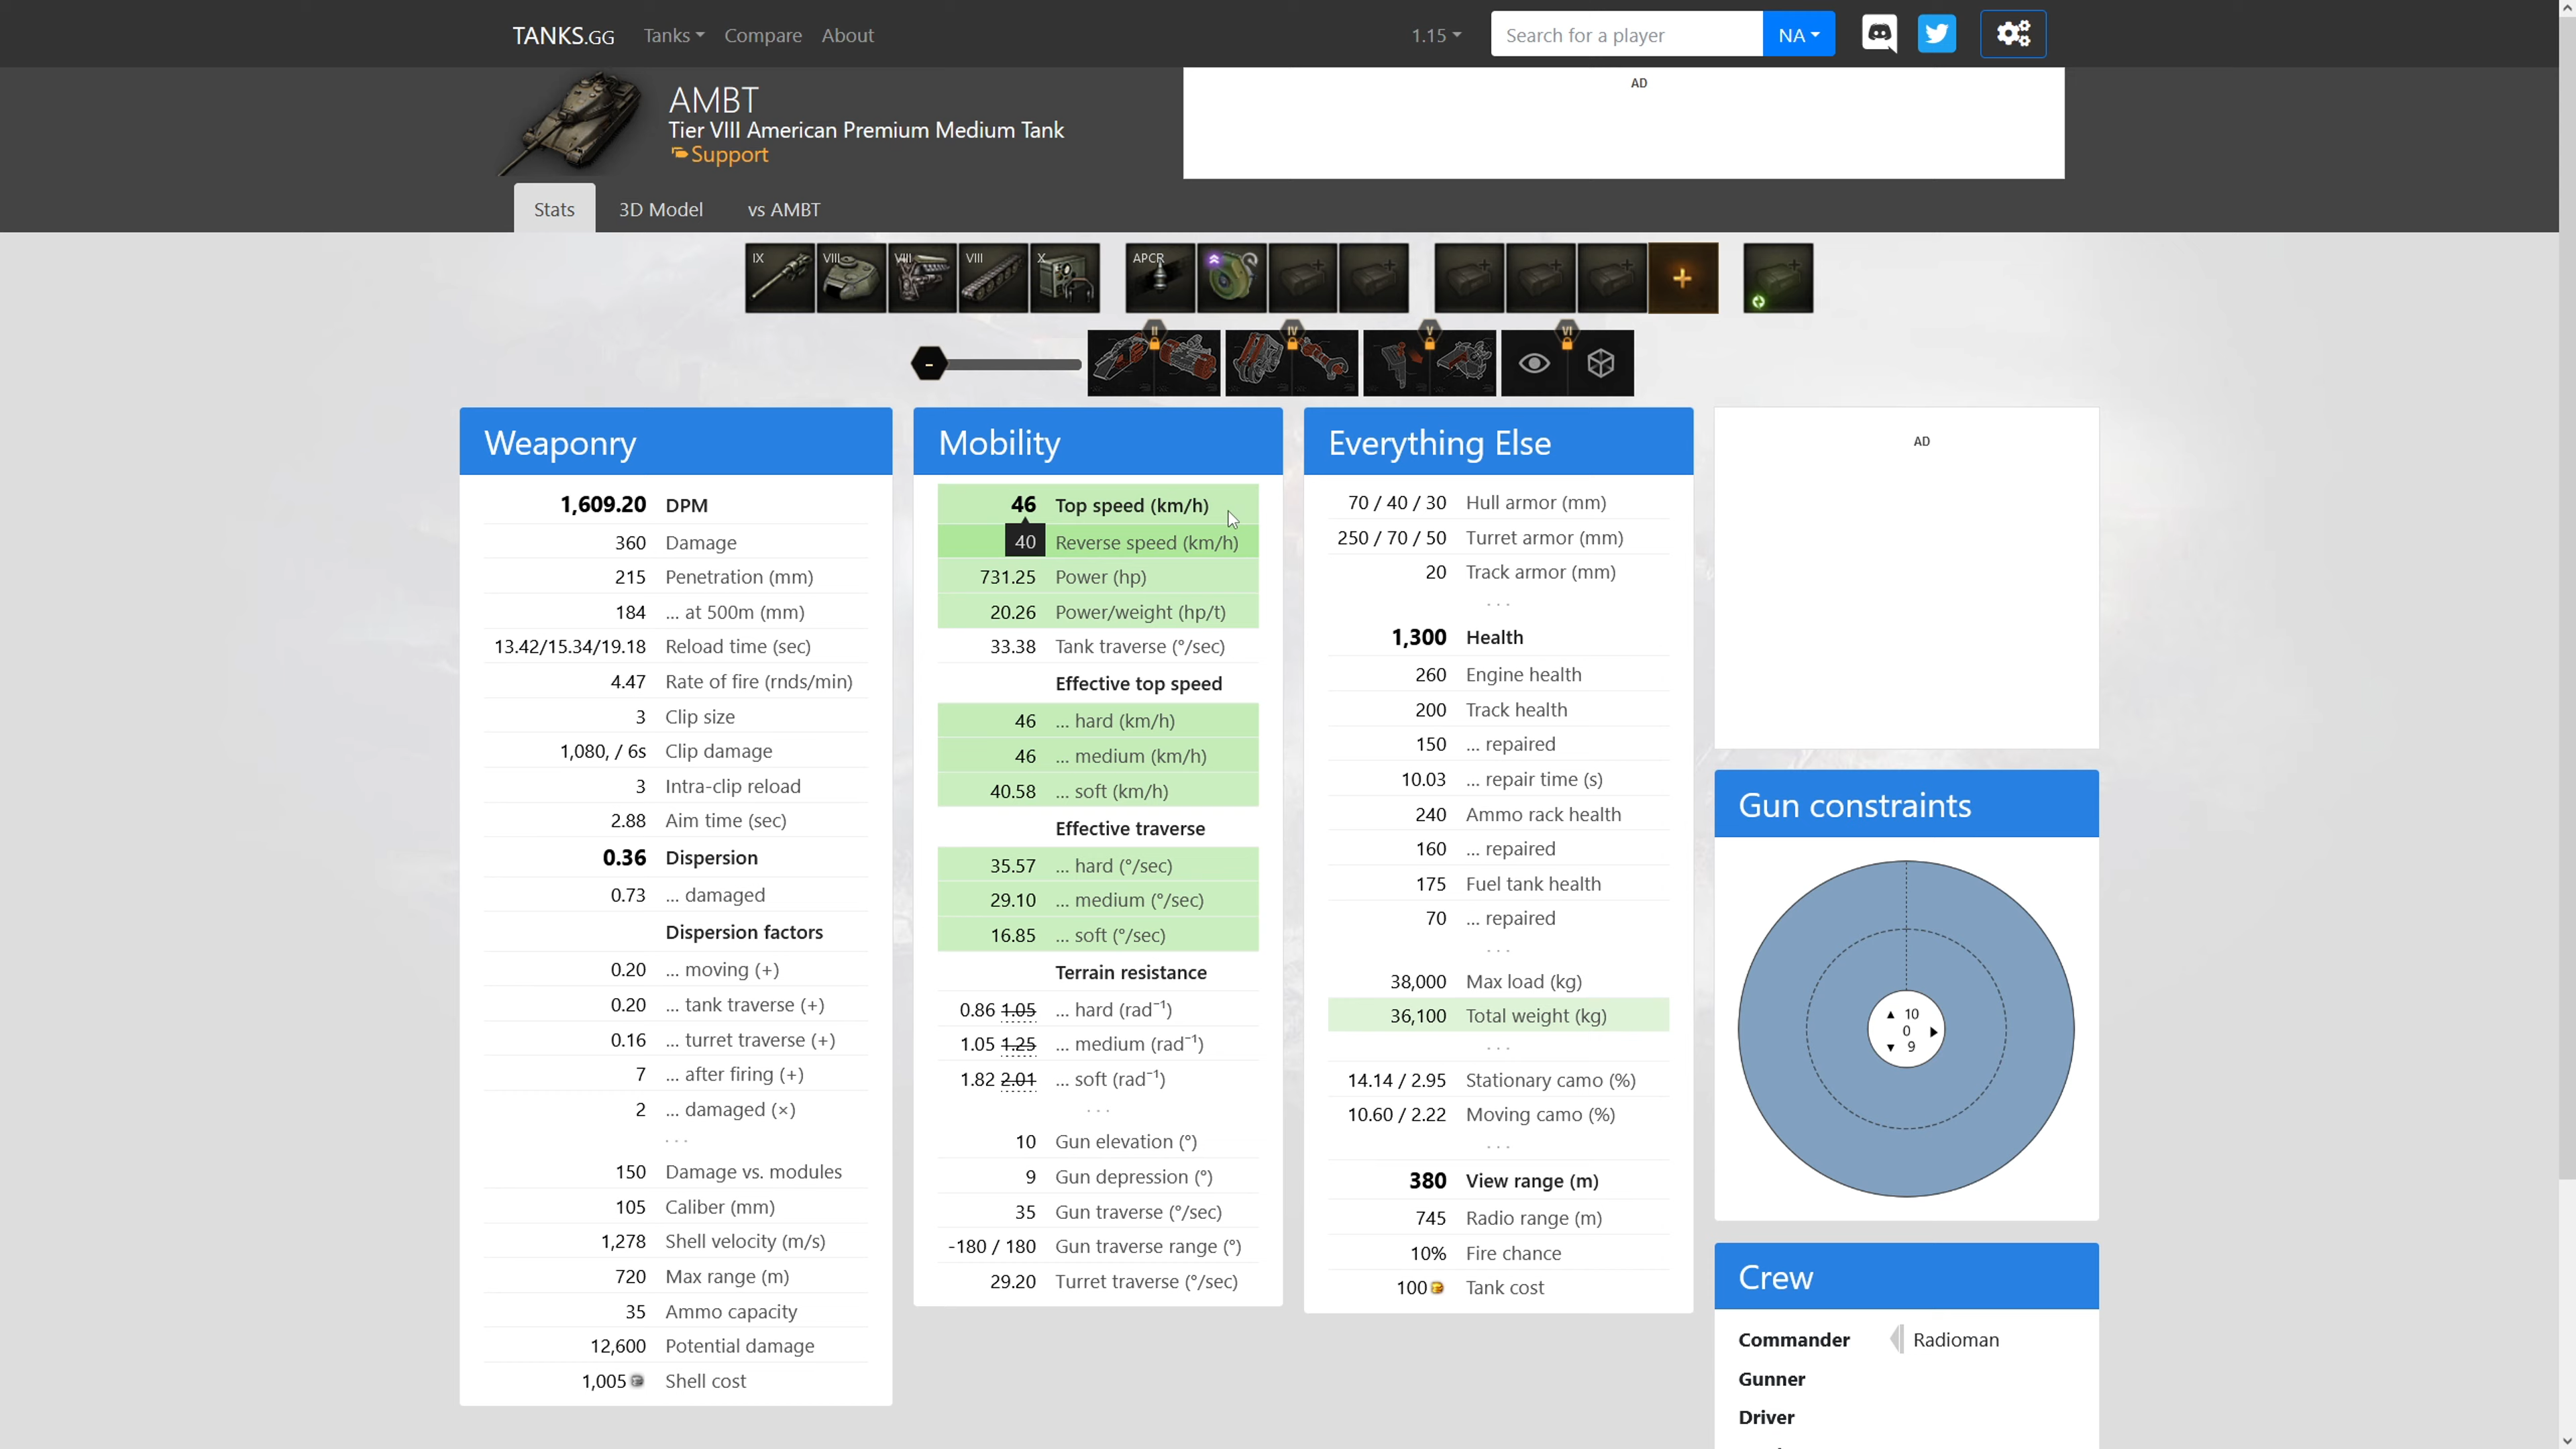 TANKS.GG Tanks Compare About 1.15 Search for a player NA
AD
AMBT
Tier VIII American Premium Medium Tank
Support
Stats 3D Model vs AMBT
IX VIII VIII VIII X APCR
II IV V VI
-
Weaponry
1,609.20 DPM
360 Damage
215 Penetration (mm)
184 ... at 500m (mm)
13.42/15.34/19.18 Reload time (sec)
4.47 Rate of fire (rnds/min)
3 Clip size
1,080, / 6s Clip damage
3 Intra-clip reload
2.88 Aim time (sec)
0.36 Dispersion
0.73 ... damaged
Dispersion factors
0.20 ... moving (+)
0.20 ... tank traverse (+)
0.16 ... turret traverse (+)
7 ... after firing (+)
2 ... damaged (×)
...
150 Damage vs. modules
105 Caliber (mm)
1,278 Shell velocity (m/s)
720 Max range (m)
35 Ammo capacity
12,600 Potential damage
1,005 Shell cost
Mobility
46 Top speed (km/h)
40 Reverse speed (km/h)
731.25 Power (hp)
20.26 Power/weight (hp/t)
33.38 Tank traverse (°/sec)
Effective top speed
46 ... hard (km/h)
46 ... medium (km/h)
40.58 ... soft (km/h)
Effective traverse
35.57 ... hard (°/sec)
29.10 ... medium (°/sec)
16.85 ... soft (°/sec)
Terrain resistance
0.86 1.05 ... hard (rad⁻¹)
1.05 1.25 ... medium (rad⁻¹)
1.82 2.01 ... soft (rad⁻¹)
...
10 Gun elevation (°)
9 Gun depression (°)
35 Gun traverse (°/sec)
-180 / 180 Gun traverse range (°)
29.20 Turret traverse (°/sec)
Everything Else
70 / 40 / 30 Hull armor (mm)
250 / 70 / 50 Turret armor (mm)
20 Track armor (mm)
...
1,300 Health
260 Engine health
200 Track health
150 ... repaired
10.03 ... repair time (s)
240 Ammo rack health
160 ... repaired
175 Fuel tank health
70 ... repaired
...
38,000 Max load (kg)
36,100 Total weight (kg)
...
14.14 / 2.95 Stationary camo (%)
10.60 / 2.22 Moving camo (%)
...
380 View range (m)
745 Radio range (m)
10% Fire chance
100 Tank cost
AD
Gun constraints
▲ 10
0 ▶
▼ 9
Crew
Commander Radioman
Gunner
Driver